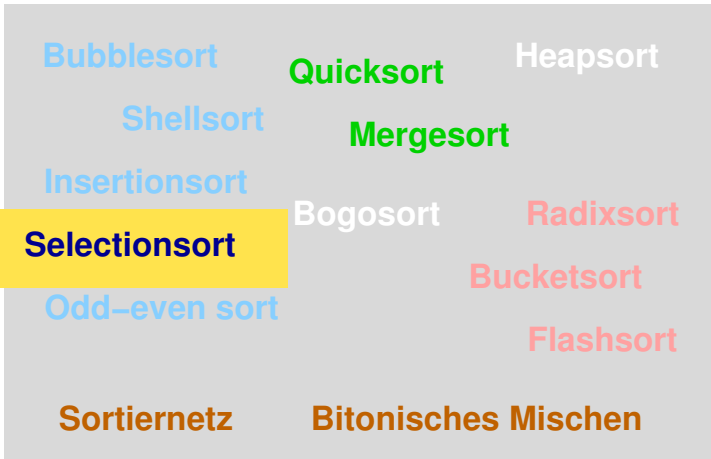 Bubblesort
Quicksort
Heapsort
Shellsort
Mergesort
Insertionsort
Bogosort
Radixsort
Selectionsort
Bucketsort
Odd–even sort
Flashsort
Sortiernetz
Bitonisches Mischen